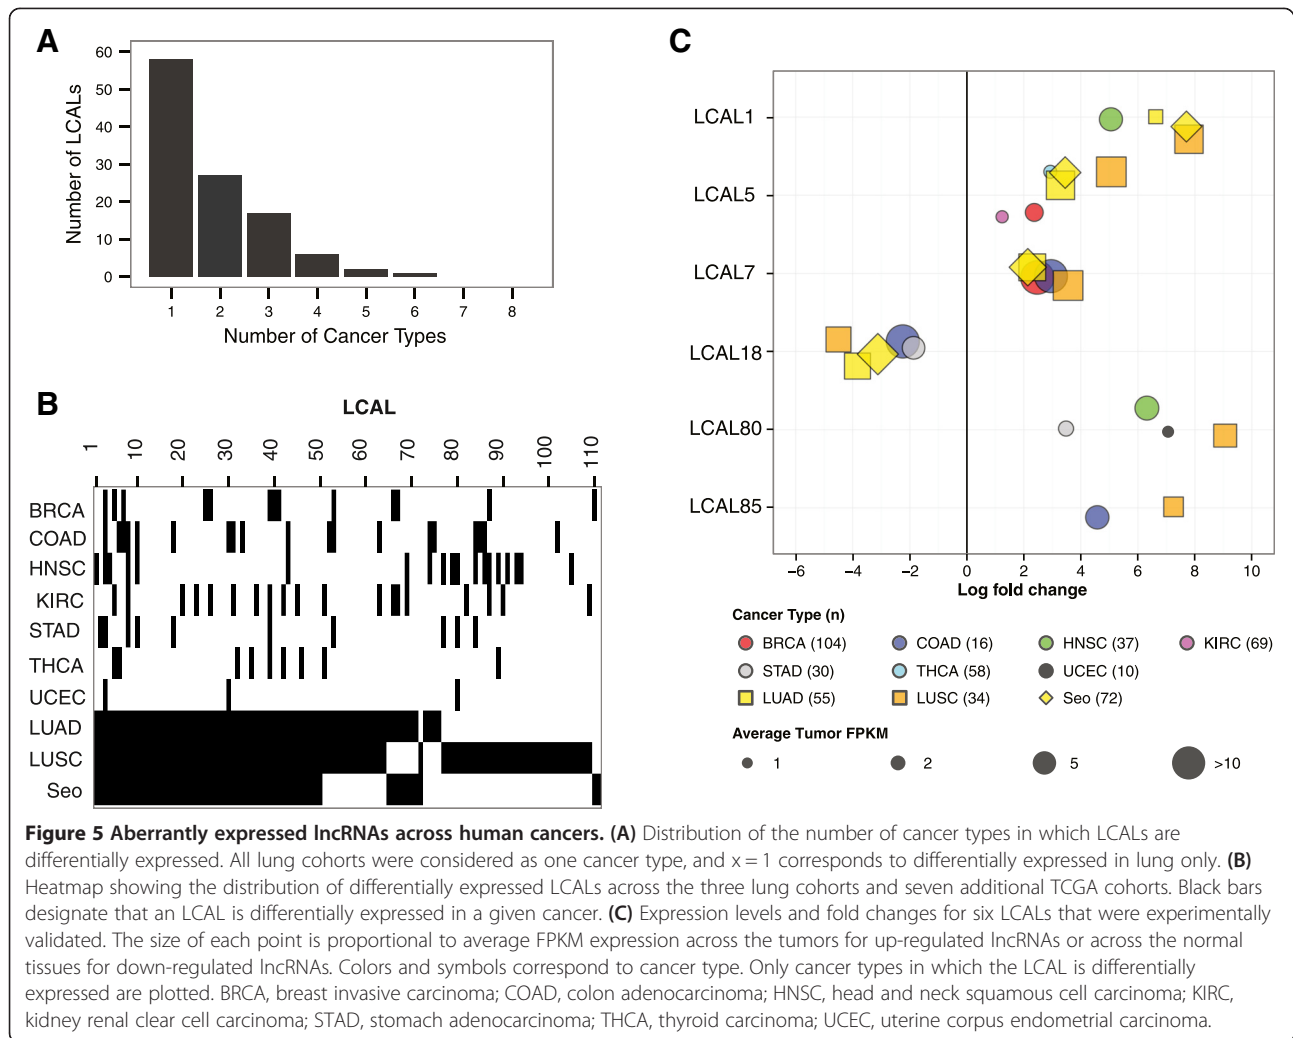 A
Number of LCALs
60
50
40
30
20
10
0
1 2 3 4 5 6 7 8
Number of Cancer Types
B
LCAL
1 10 20 30 40 50 60 70 80 90 100 110
BRCA
COAD
HNSC
KIRC
STAD
THCA
UCEC
LUAD
LUSC
Seo
C
LCAL1
LCAL5
LCAL7
LCAL18
LCAL80
LCAL85
−6 −4 −2 0 2 4 6 8 10
Log fold change
Cancer Type (n)
BRCA (104) COAD (16) HNSC (37) KIRC (69)
STAD (30) THCA (58) UCEC (10)
LUAD (55) LUSC (34) Seo (72)
Average Tumor FPKM
1 2 5 >10
Figure 5 Aberrantly expressed lncRNAs across human cancers. (A) Distribution of the number of cancer types in which LCALs are
differentially expressed. All lung cohorts were considered as one cancer type, and x = 1 corresponds to differentially expressed in lung only. (B)
Heatmap showing the distribution of differentially expressed LCALs across the three lung cohorts and seven additional TCGA cohorts. Black bars
designate that an LCAL is differentially expressed in a given cancer. (C) Expression levels and fold changes for six LCALs that were experimentally
validated. The size of each point is proportional to average FPKM expression across the tumors for up-regulated lncRNAs or across the normal
tissues for down-regulated lncRNAs. Colors and symbols correspond to cancer type. Only cancer types in which the LCAL is differentially
expressed are plotted. BRCA, breast invasive carcinoma; COAD, colon adenocarcinoma; HNSC, head and neck squamous cell carcinoma; KIRC,
kidney renal clear cell carcinoma; STAD, stomach adenocarcinoma; THCA, thyroid carcinoma; UCEC, uterine corpus endometrial carcinoma.